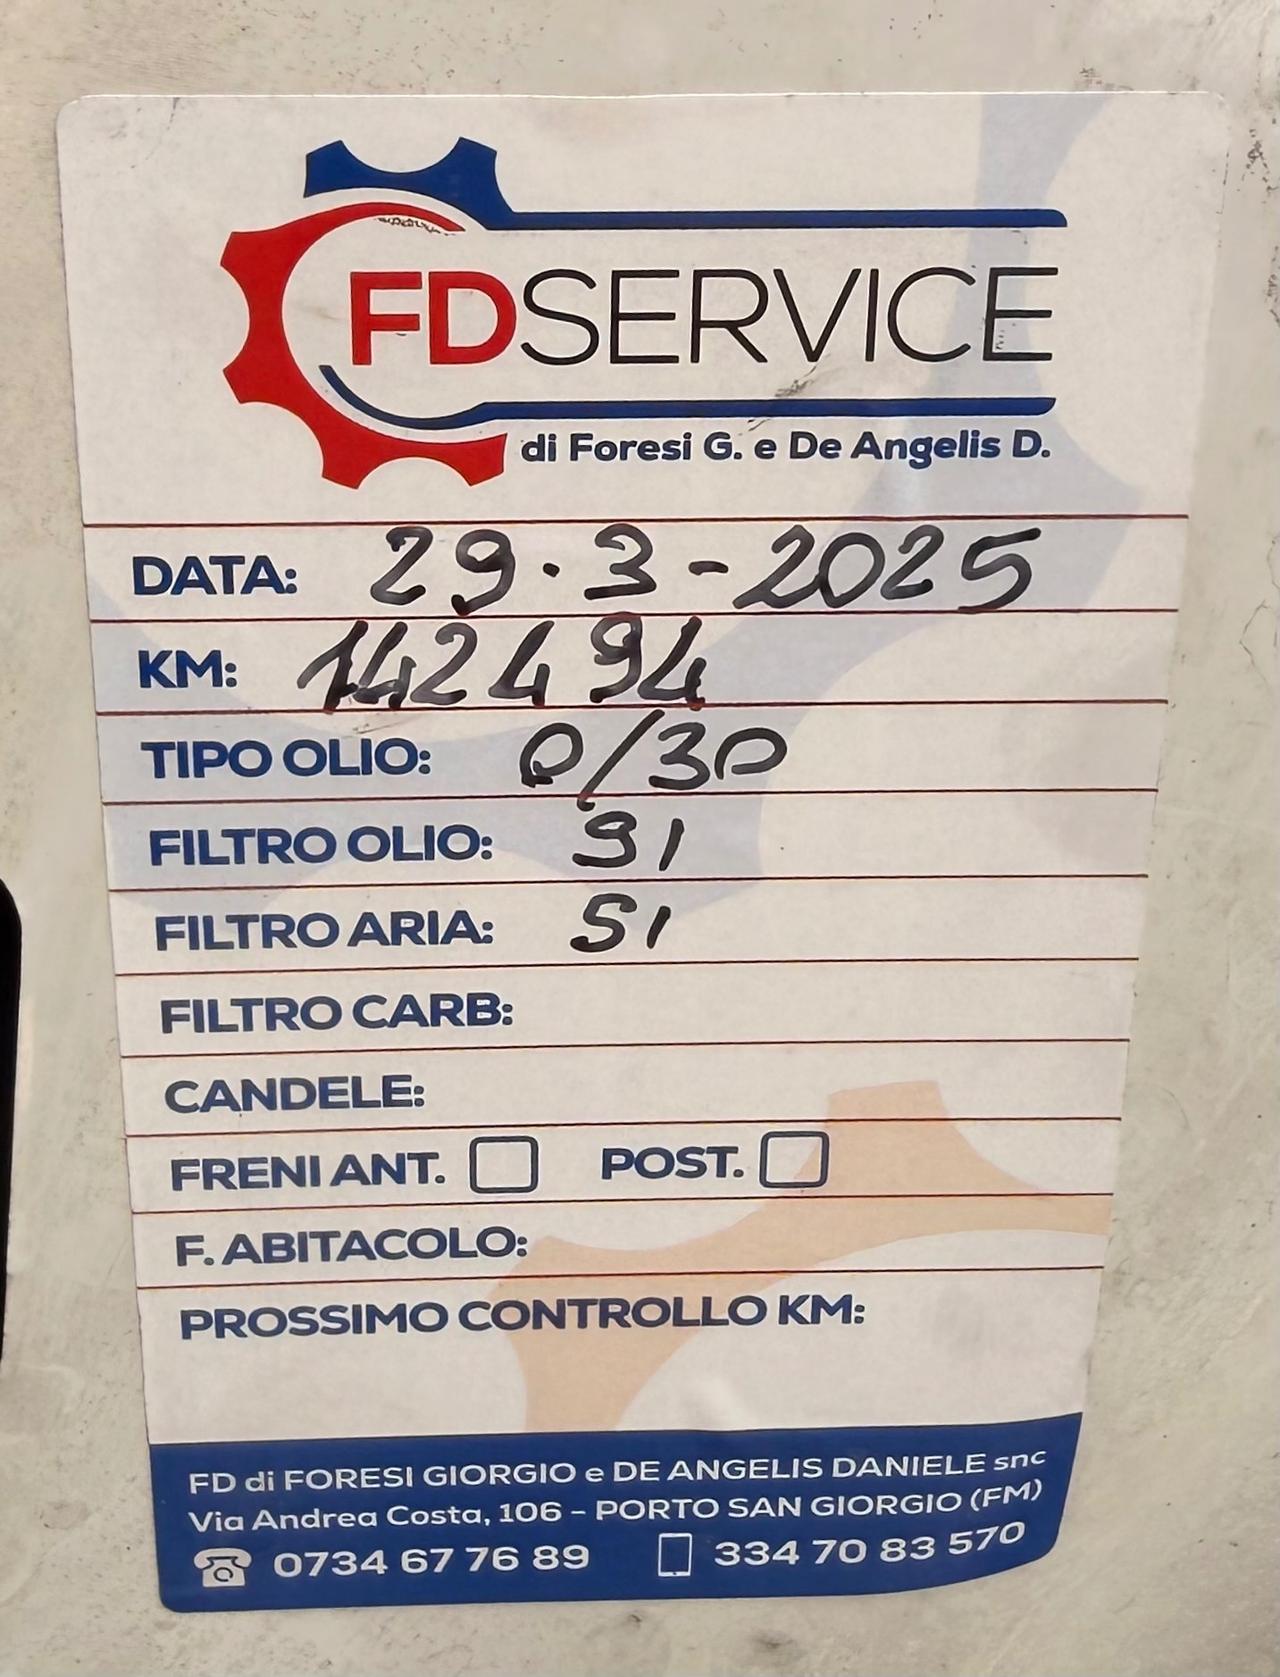 FDSERVICE
di Foresi G. e De Angelis D.
DATA: 29.3-2025
KM: 142494
TIPO OLIO: 0/30
FILTRO OLIO: SI
FILTRO ARIA: SI
FILTRO CARB:
CANDELE:
FRENI ANT. POST.
F. ABITACOLO:
PROSSIMO CONTROLLO KM:
FD di FORESI GIORGIO e DE ANGELIS DANIELE snc
Via Andrea Costa, 106 - PORTO SAN GIORGIO (FM)
0734 67 76 89 334 70 83 570